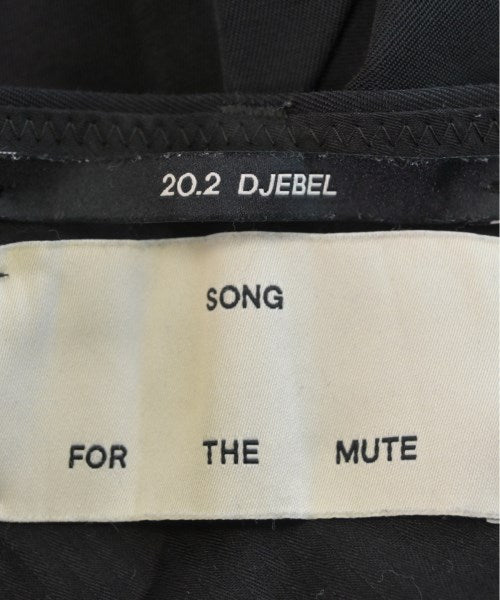 20.2 DJEBEL
SONG
FOR THE MUTE